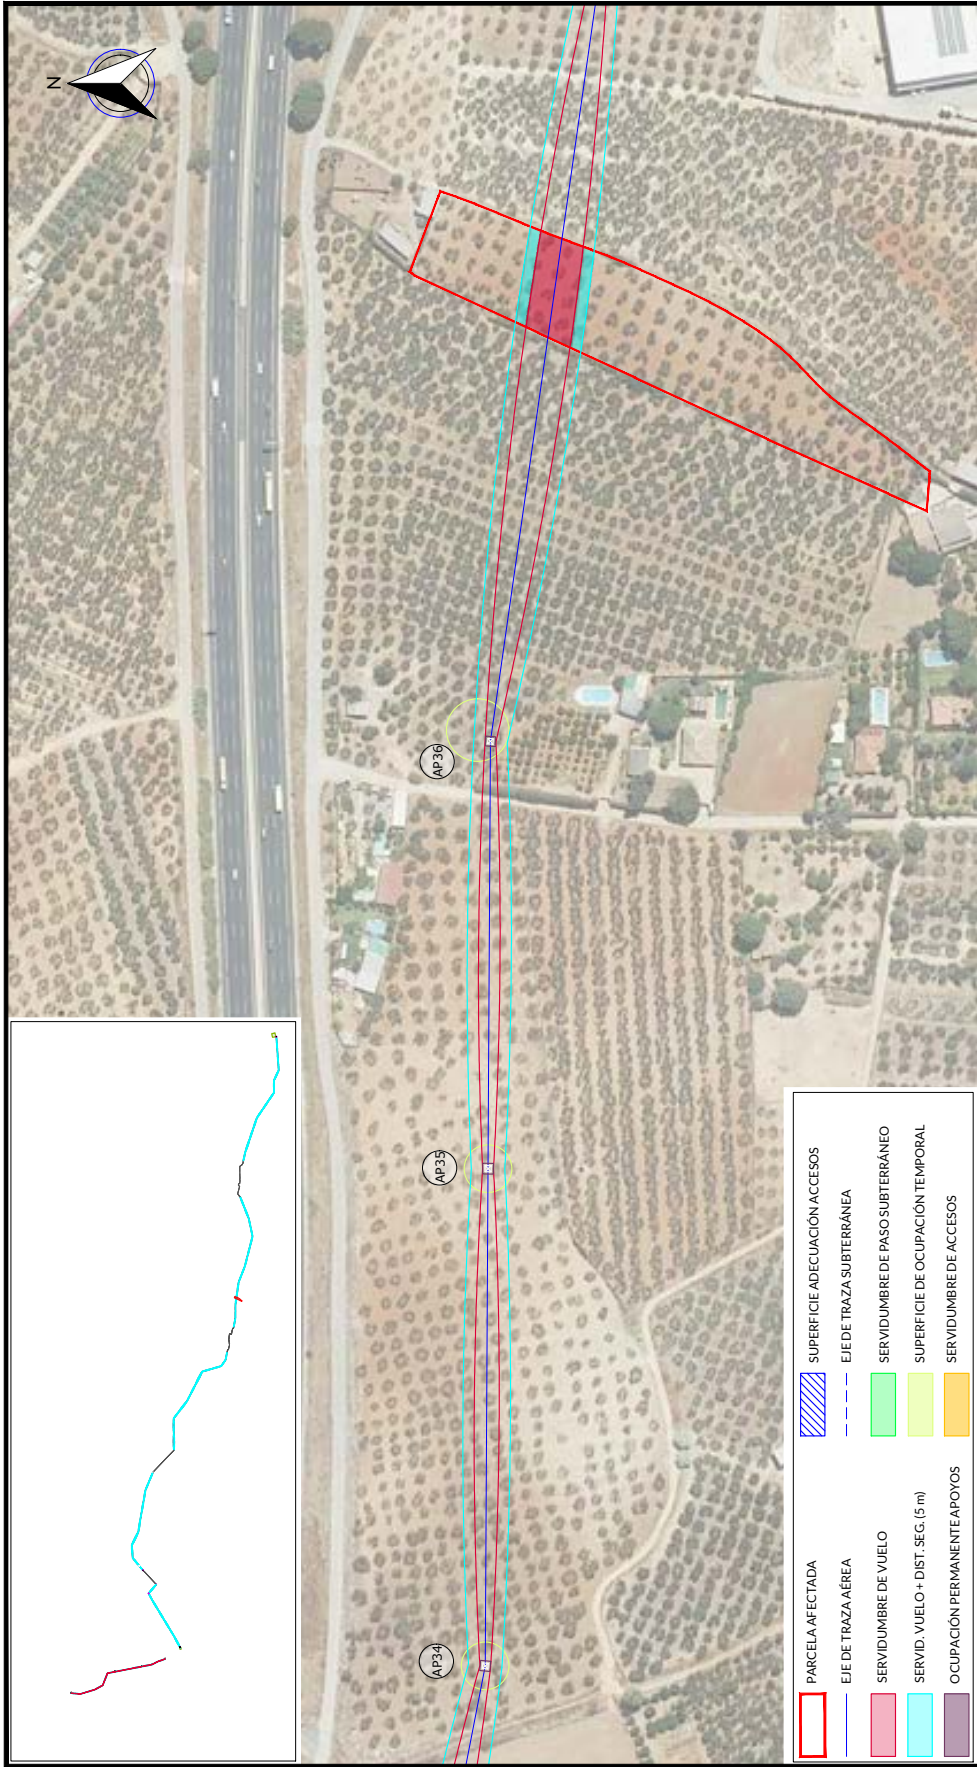 N
AP36
AP35
AP34
PARCELA AFECTADA
EJE DE TRAZA AÉREA
SERVIDUMBRE DE VUELO
SERVID. VUELO + DIST. SEG. (5 m)
OCUPACIÓN PERMANENTE APOYOS
SUPERFICIE ADECUACIÓN ACCESOS
EJE DE TRAZA SUBTERRÁNEA
SERVIDUMBRE DE PASO SUBTERRÁNEO
SUPERFICIE DE OCUPACIÓN TEMPORAL
SERVIDUMBRE DE ACCESOS